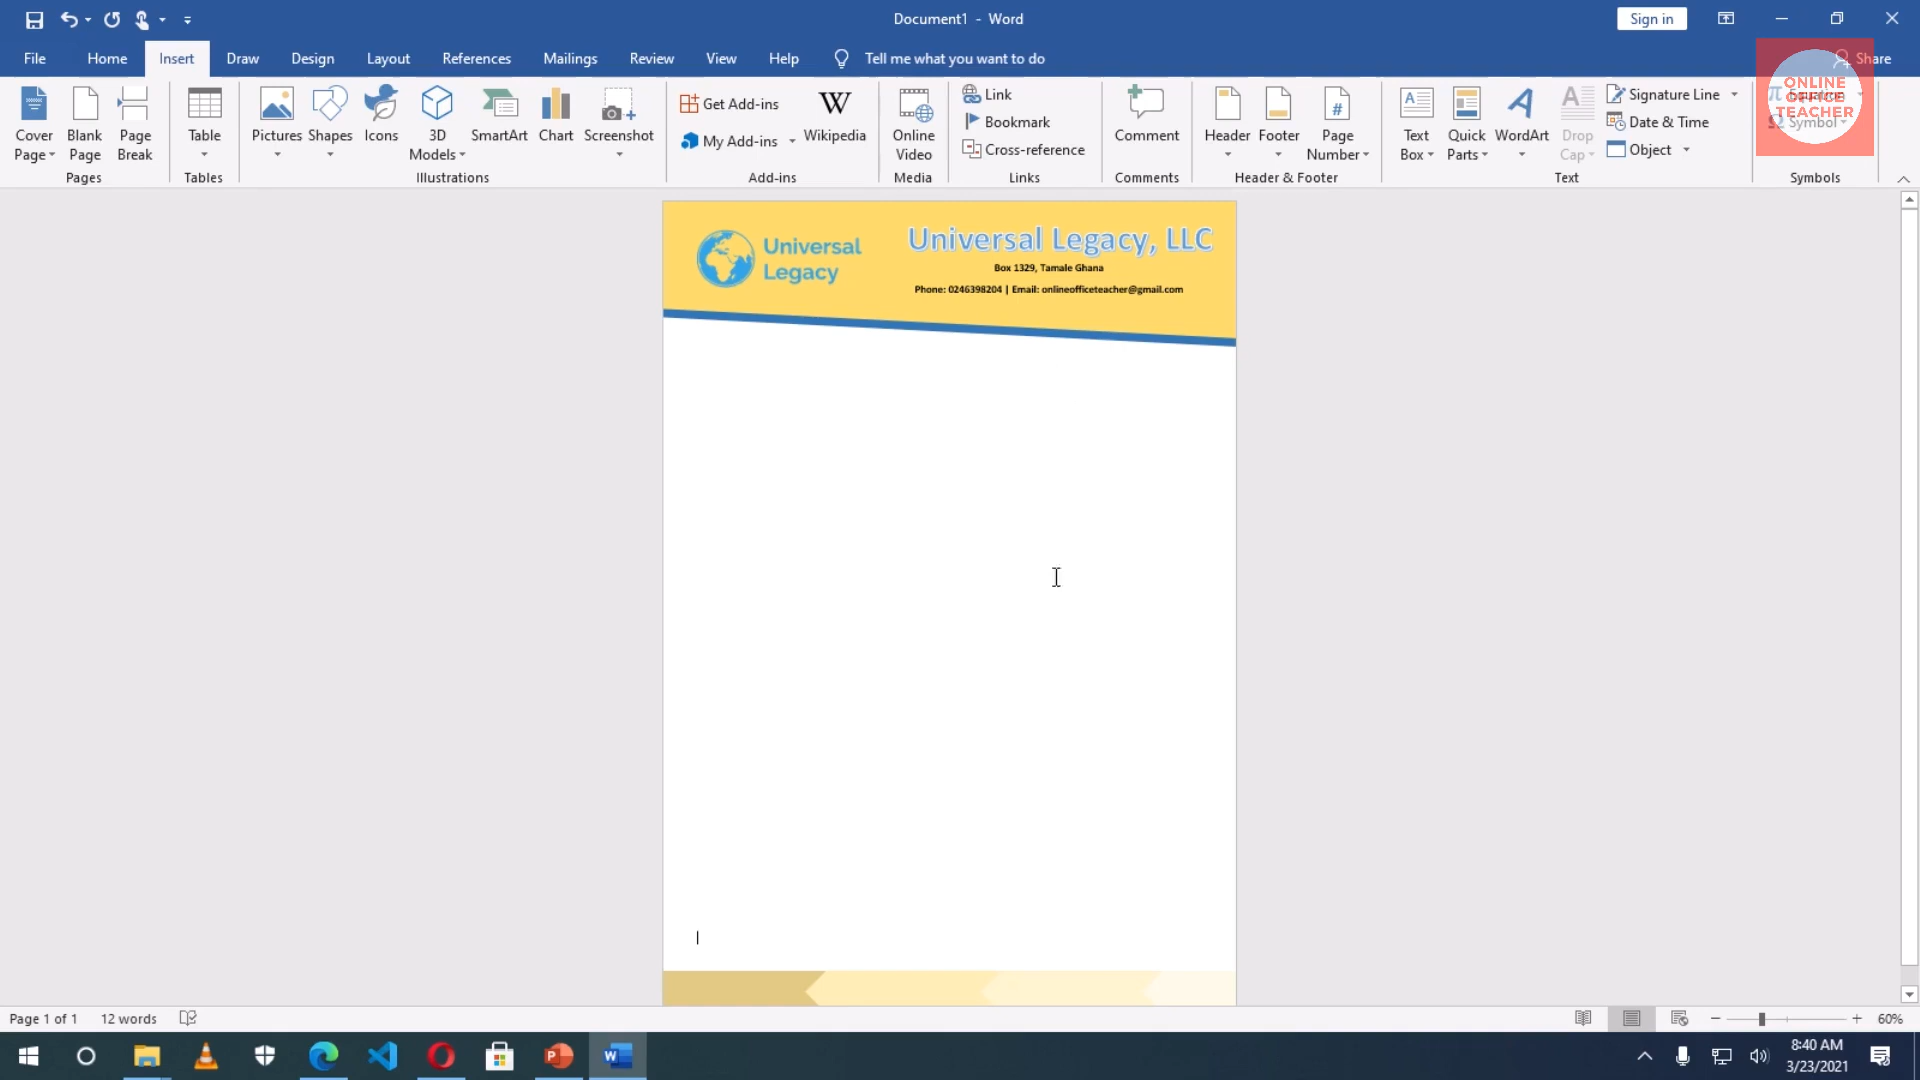 Document1 - Word
Sign in
File Home Insert Draw Design Layout References Mailings Review View Help Tell me what you want to do Share
Cover Page
Blank Page
Page Break
Pages
Table
Tables
Pictures
Shapes
Icons
3D Models
SmartArt
Chart
Screenshot
Illustrations
Get Add-ins
My Add-ins
Wikipedia
Add-ins
Online Video
Media
Link
Bookmark
Cross-reference
Links
Comment
Comments
Header
Footer
Page Number
Header & Footer
Text Box
Quick Parts
WordArt
Drop Cap
Signature Line
Date & Time
Object
Text
Symbol
Symbols
ONLINE
OFFICE
TEACHER
Universal
Legacy
Universal Legacy, LLC
Box 1329, Tamale Ghana
Phone: 0246398204 | Email: onlineofficeteacher@gmail.com
Page 1 of 1 12 words
60%
8:40 AM
3/23/2021